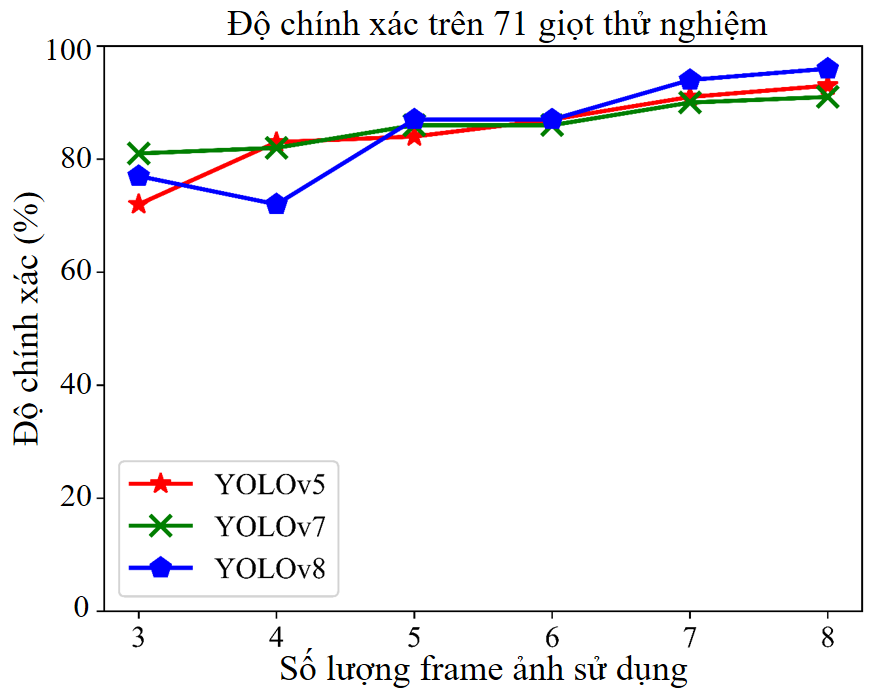 Độ chính xác trên 71 giọt thử nghiệm
100
80
60
40
20
0
Độ chính xác (%)
YOLOv5
YOLOv7
YOLOv8
3 4 5 6 7 8
Số lượng frame ảnh sử dụng